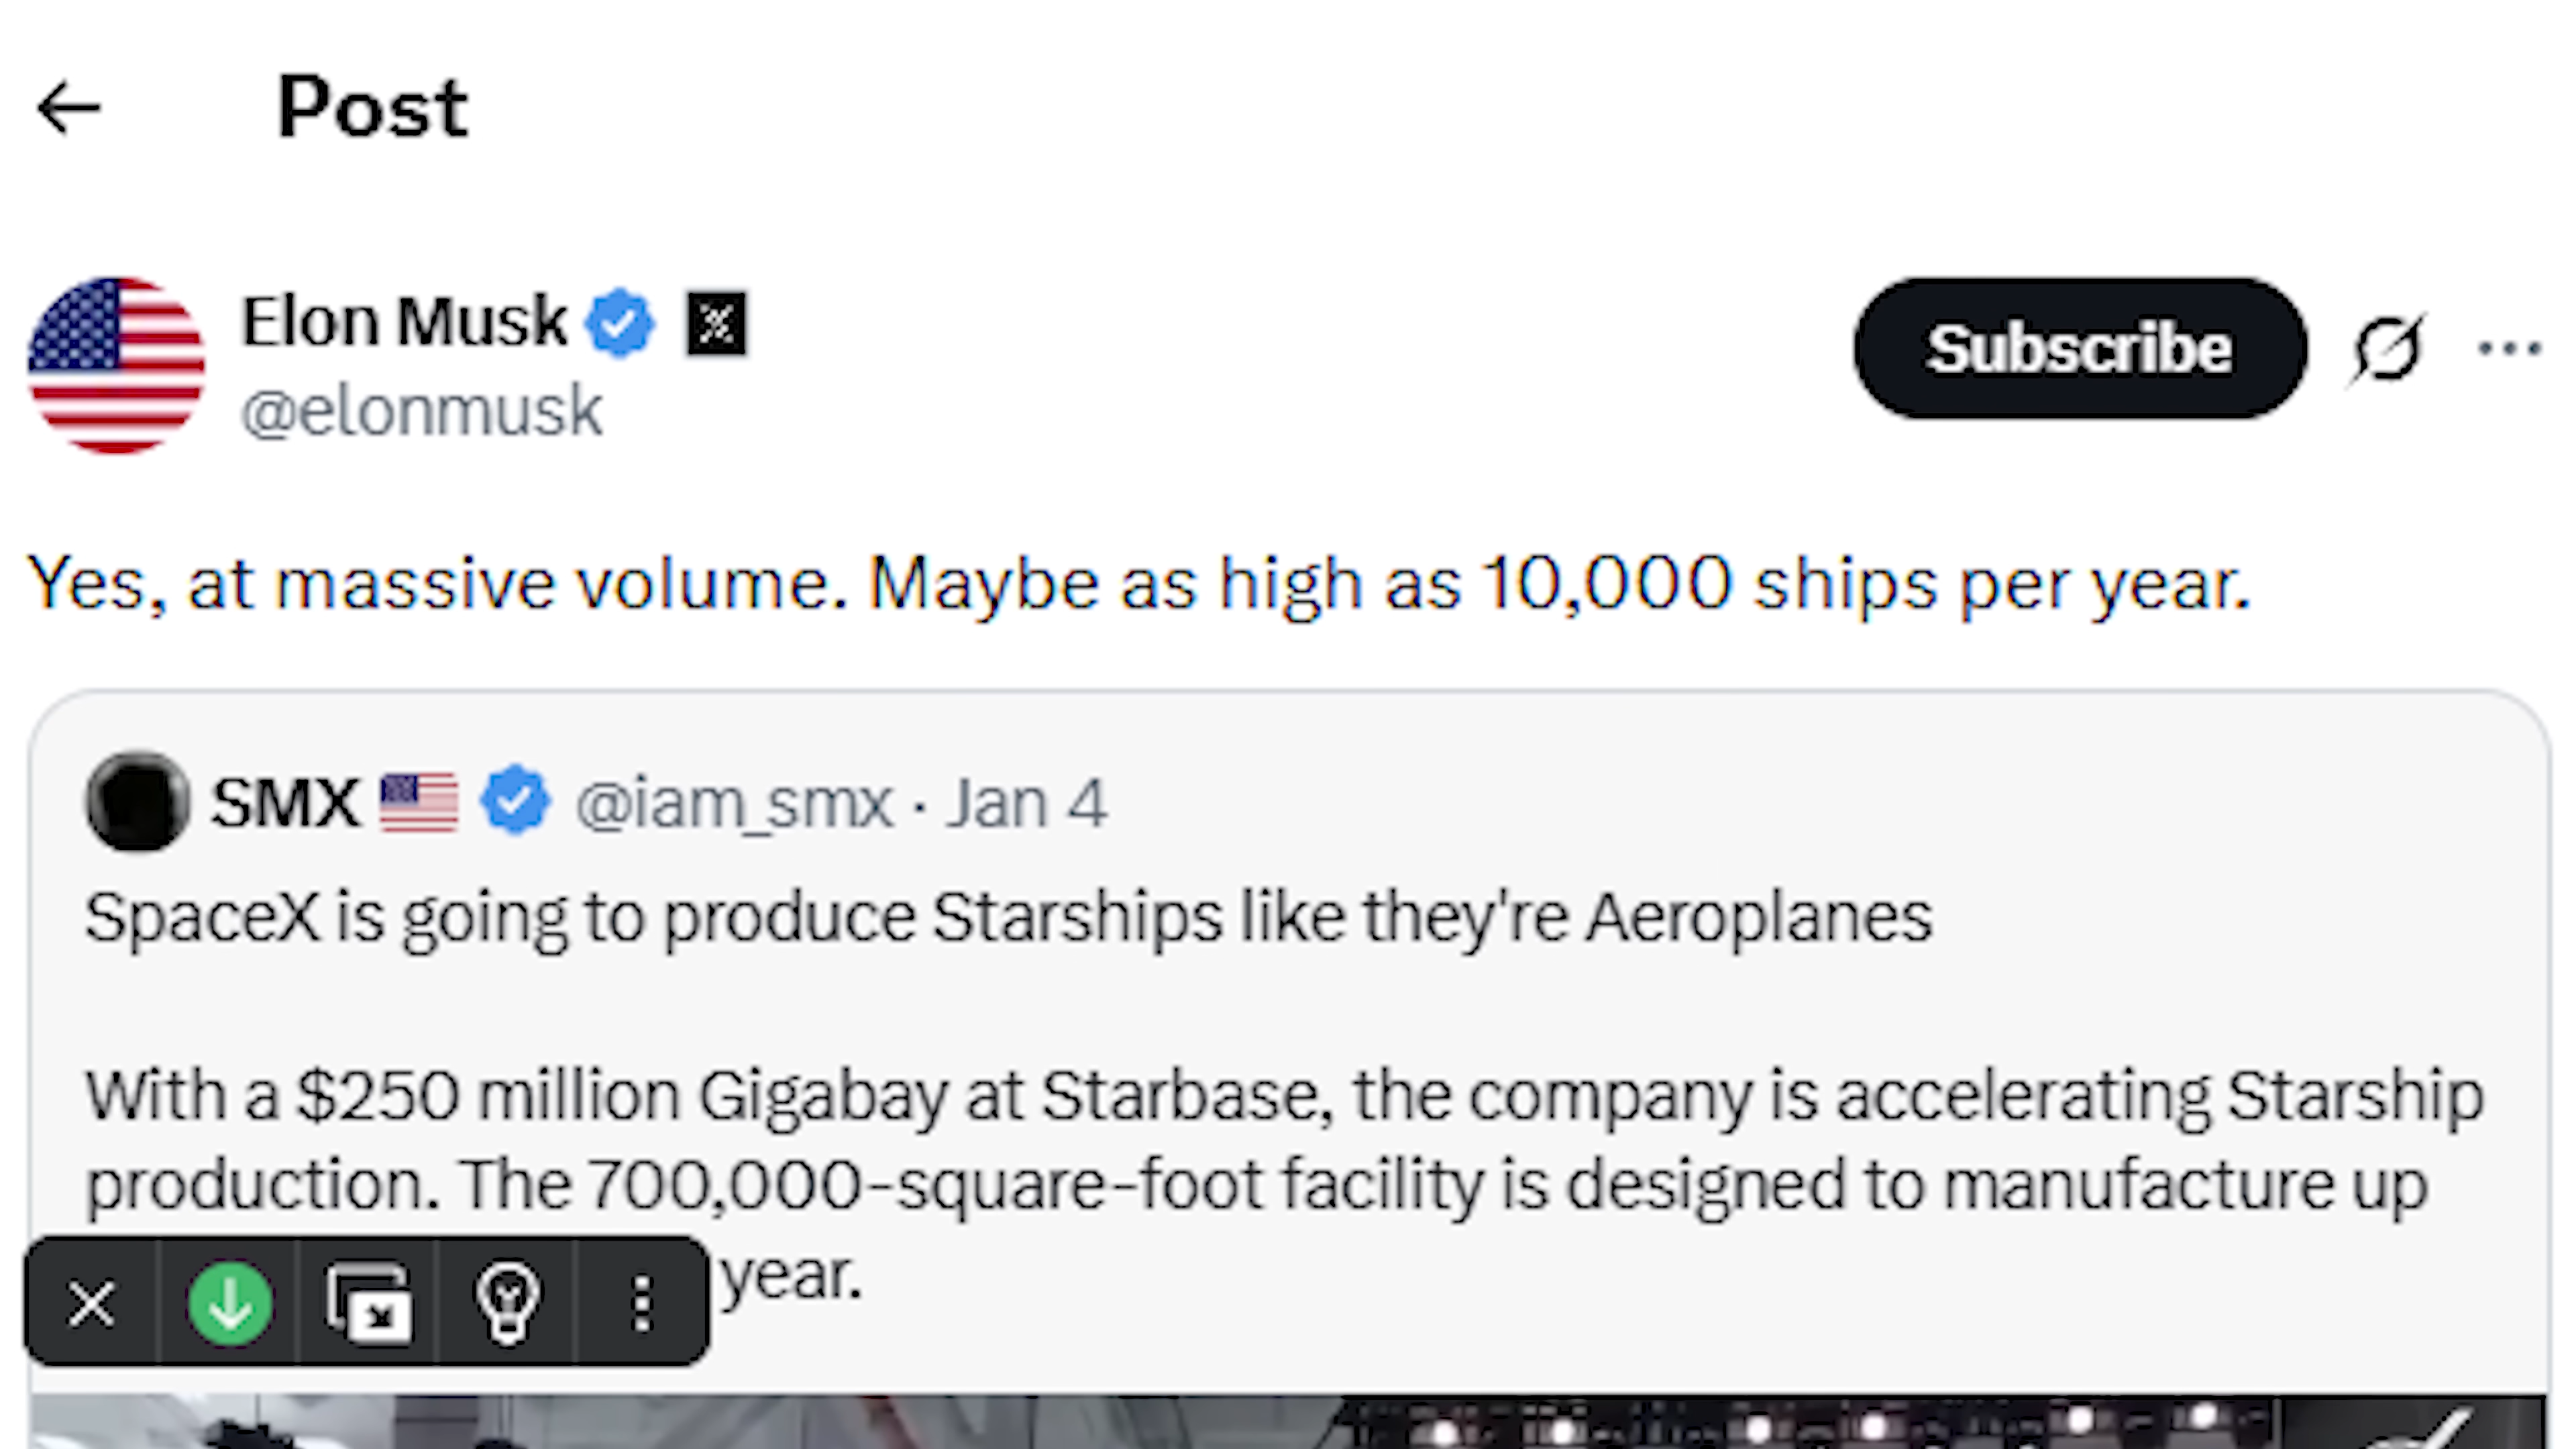 Post
Elon Musk
Subscribe
@elonmusk
Yes, at massive volume. Maybe as high as 10,000 ships per year.
SMX @iam_smx · Jan 4
SpaceX is going to produce Starships like they're Aeroplanes
With a $250 million Gigabay at Starbase, the company is accelerating Starship
production. The 700,000-square-foot facility is designed to manufacture up
year.